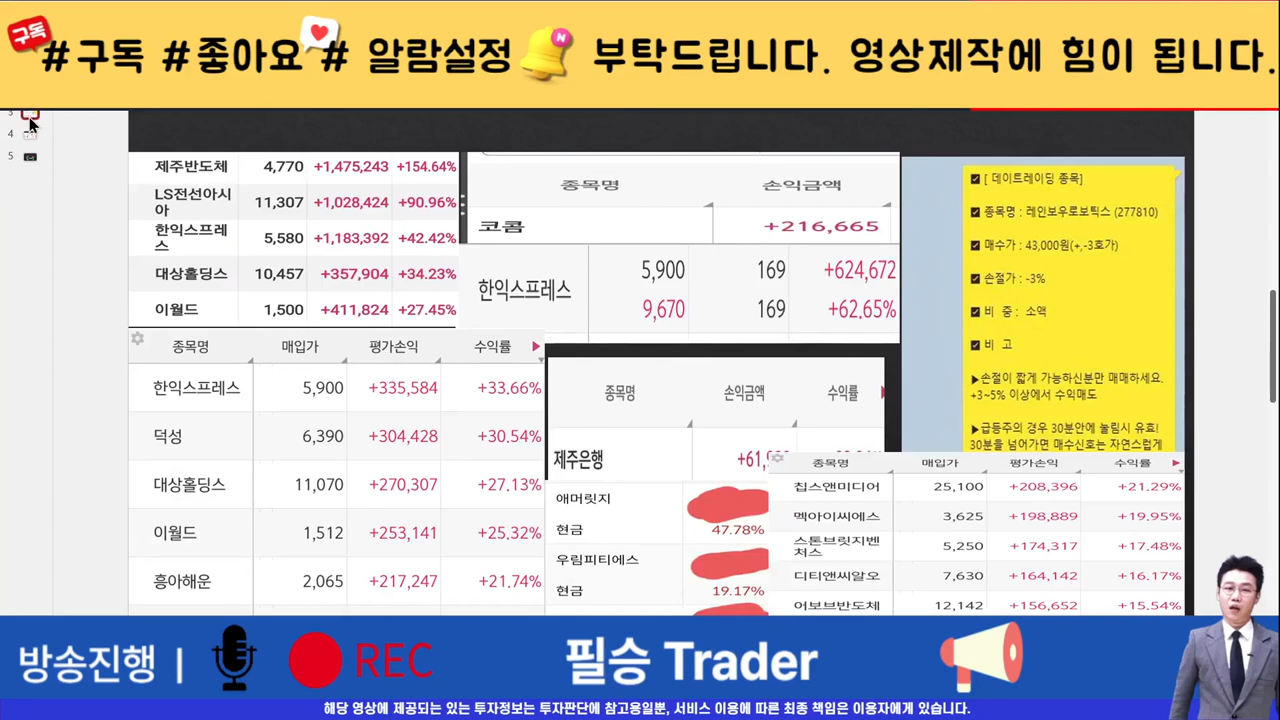 구독
#구독 #좋아요 # 알람설정 N 부탁드립니다. 영상제작에 힘이 됩니다.
3
4
5
제주반도체 4,770 +1,475,243 +154.64%
LS전선아시아 11,307 +1,028,424 +90.96%
한익스프레스 5,580 +1,183,392 +42.42%
대상홀딩스 10,457 +357,904 +34.23%
이월드 1,500 +411,824 +27.45%
종목명 손익금액
코콤 +216,665
한익스프레스 5,900 169 +624,672
9,670 169 +62.65%
☑ [ 데이트레이딩 종목]
☑ 종목명 : 레인보우로보틱스 (277810)
☑ 매수가 : 43,000원(+,-3호가)
☑ 손절가 : -3%
☑ 비 중 : 소액
☑ 비 고
▶손절이 짧게 가능하신분만 매매하세요.
+3~5% 이상에서 수익매도
▶급등주의 경우 30분안에 눌림시 유효!
30분을 넘어가면 매수신호는 자연스럽게
종목명 매입가 평가손익 수익률
한익스프레스 5,900 +335,584 +33.66%
덕성 6,390 +304,428 +30.54%
대상홀딩스 11,070 +270,307 +27.13%
이월드 1,512 +253,141 +25.32%
흥아해운 2,065 +217,247 +21.74%
종목명 손익금액 수익률
제주은행
애머릿지
현금 47.78%
우림피티에스
현금 19.17%
종목명 매입가 평가손익 수익률
칩스앤미디어 25,100 +208,396 +21.29%
멕아이씨에스 3,625 +198,889 +19.95%
스톤브릿지벤처스 5,250 +174,317 +17.48%
디티앤씨알오 7,630 +164,142 +16.17%
어보브반도체 12,142 +156,652 +15.54%
방송진행 | REC 필승 Trader
해당 영상에 제공되는 있는 투자정보는 투자판단에 참고용일뿐, 서비스 이용에 따른 최종 책임은 이용자에게 있습니다.